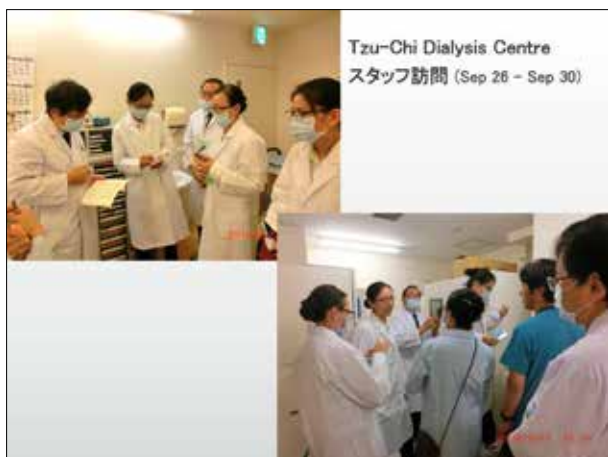 Tzu-Chi Dialysis Centre
スタッフ訪問 (Sep 26 - Sep 30)